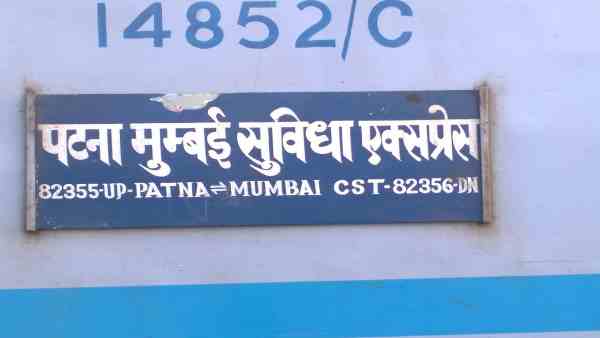 14852/C
पटना मुम्बई सुविधा एक्सप्रेस
82355-UP-PATNA⇌MUMBAI CST-82356-DN